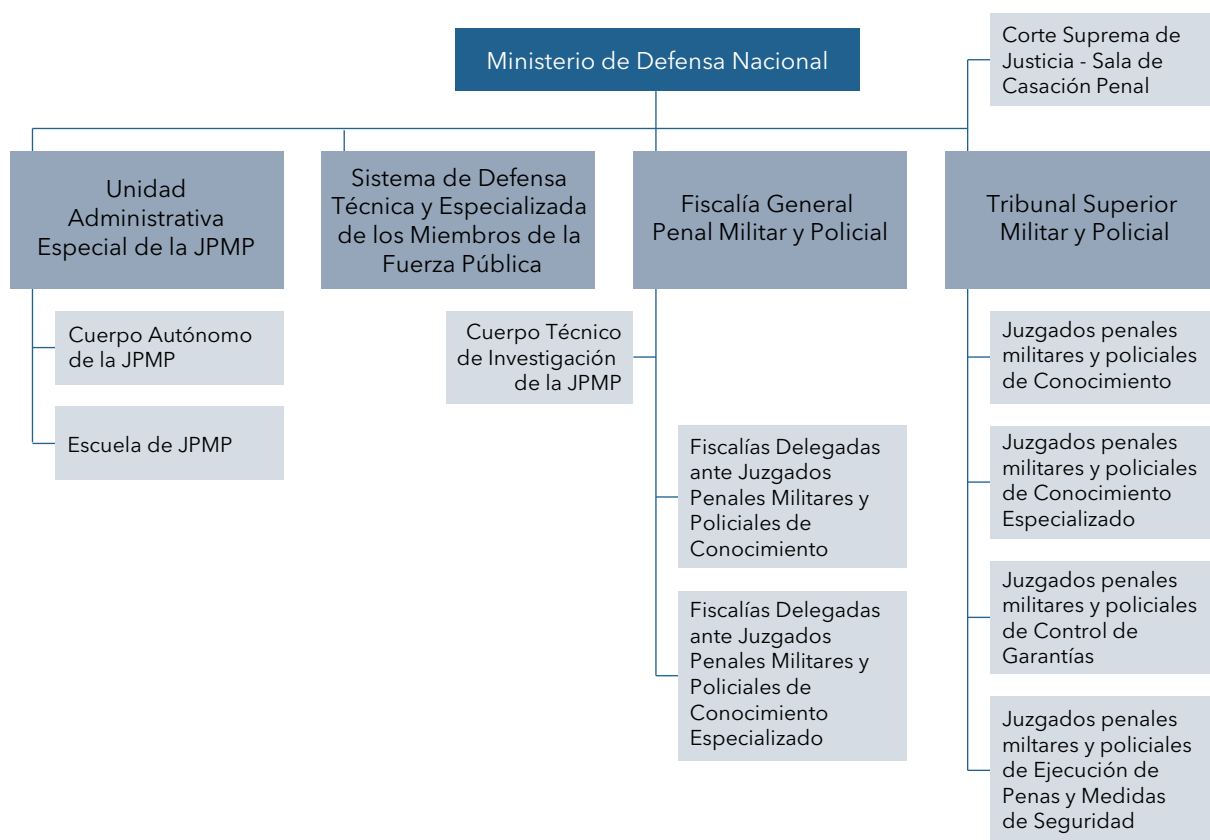 Ministerio de Defensa Nacional
Corte Suprema de
Justicia - Sala de
Casación Penal
Unidad
Administrativa
Especial de la JPMP
Sistema de Defensa
Técnica y Especializada
de los Miembros de la
Fuerza Pública
Fiscalía General
Penal Militar y Policial
Tribunal Superior
Militar y Policial
Cuerpo Autónomo
de la JPMP
Escuela de JPMP
Cuerpo Técnico
de Investigación
de la JPMP
Fiscalías Delegadas
ante Juzgados
Penales Militares y
Policiales de
Conocimiento
Fiscalías Delegadas
ante Juzgados
Penales Militares y
Policiales de
Conocimiento
Especializado
Juzgados penales
militares y policiales
de Conocimiento
Juzgados penales
militares y policiales
de Conocimiento
Especializado
Juzgados penales
militares y policiales
de Control de
Garantías
Juzgados penales
miltares y policiales
de Ejecución de
Penas y Medidas
de Seguridad